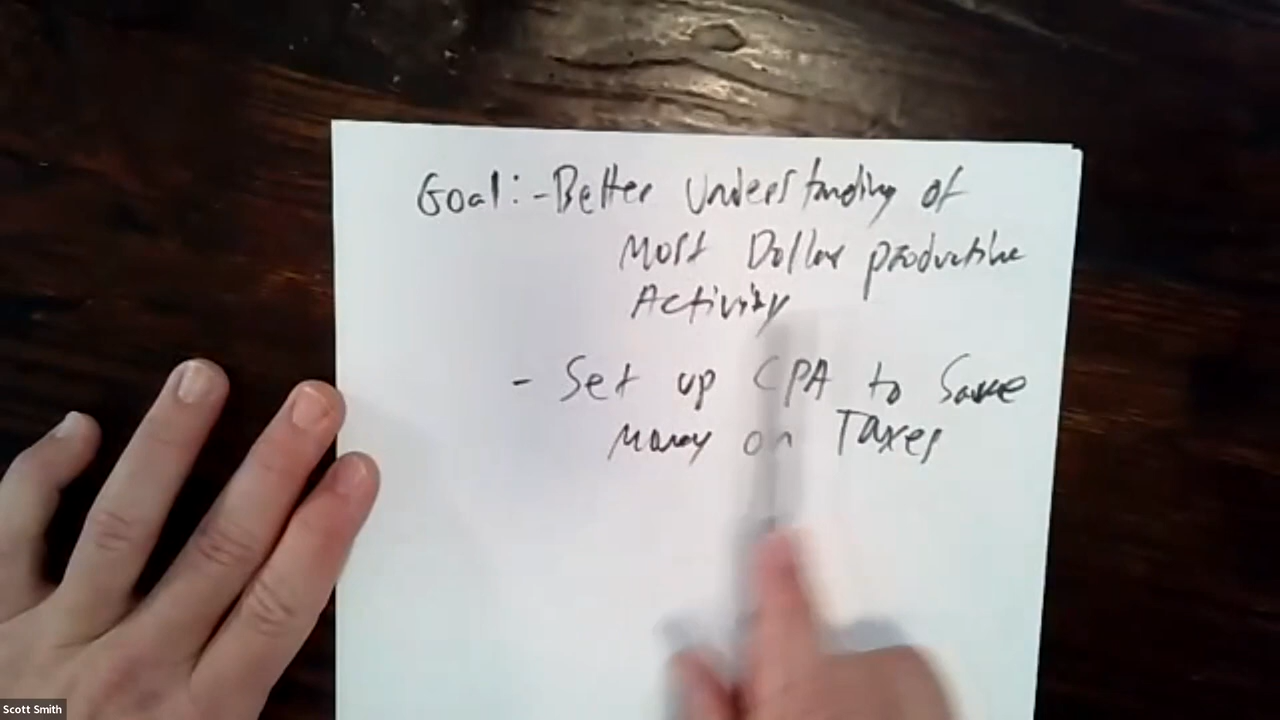 Goal: - Better Understanding of
Most Dollar productive
Activity
- Set up CPA to Save
Money on Taxes
Scott Smith